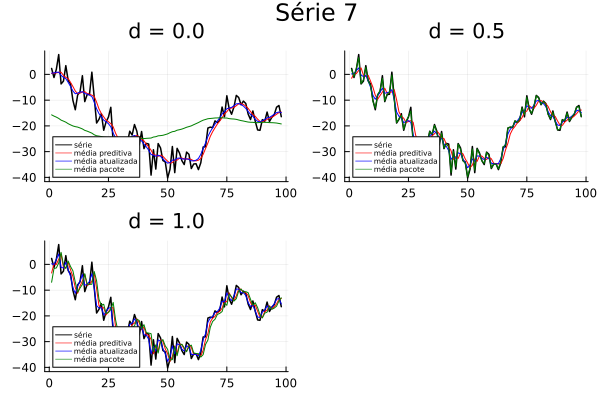 Série 7
d = 0.0
0
−10
−20
−30
−40
série
média preditiva
média atualizada
média pacote
0
25
50
75
100
d = 0.5
0
−10
−20
−30
−40
série
média preditiva
média atualizada
média pacote
0
25
50
75
100
d = 1.0
0
−10
−20
−30
−40
série
média preditiva
média atualizada
média pacote
0
25
50
75
100